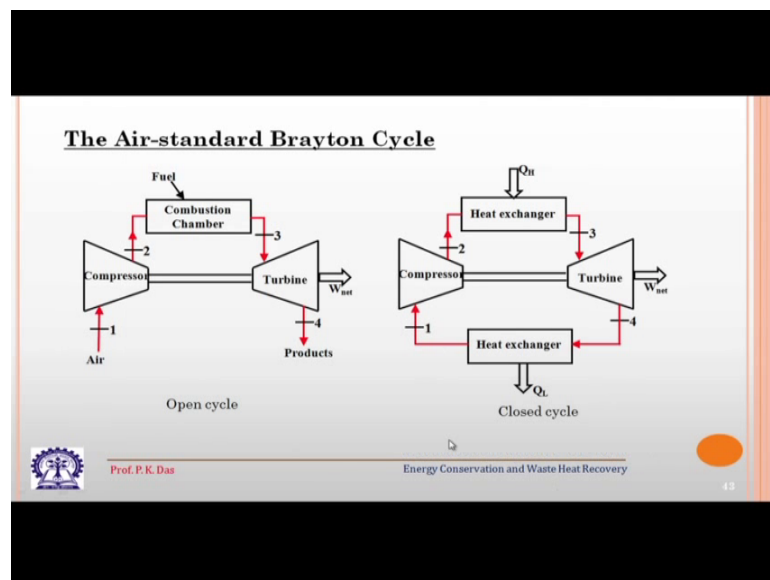 The Air-standard Brayton Cycle
Fuel
Combustion
Chamber
2
3
Compressor
Turbine
Wnet
1
4
Air
Products
Open cycle
QH
Heat exchanger
2
3
Compressor
Turbine
Wnet
1
4
Heat exchanger
QL
Closed cycle
Prof. P. K. Das
Energy Conservation and Waste Heat Recovery
43